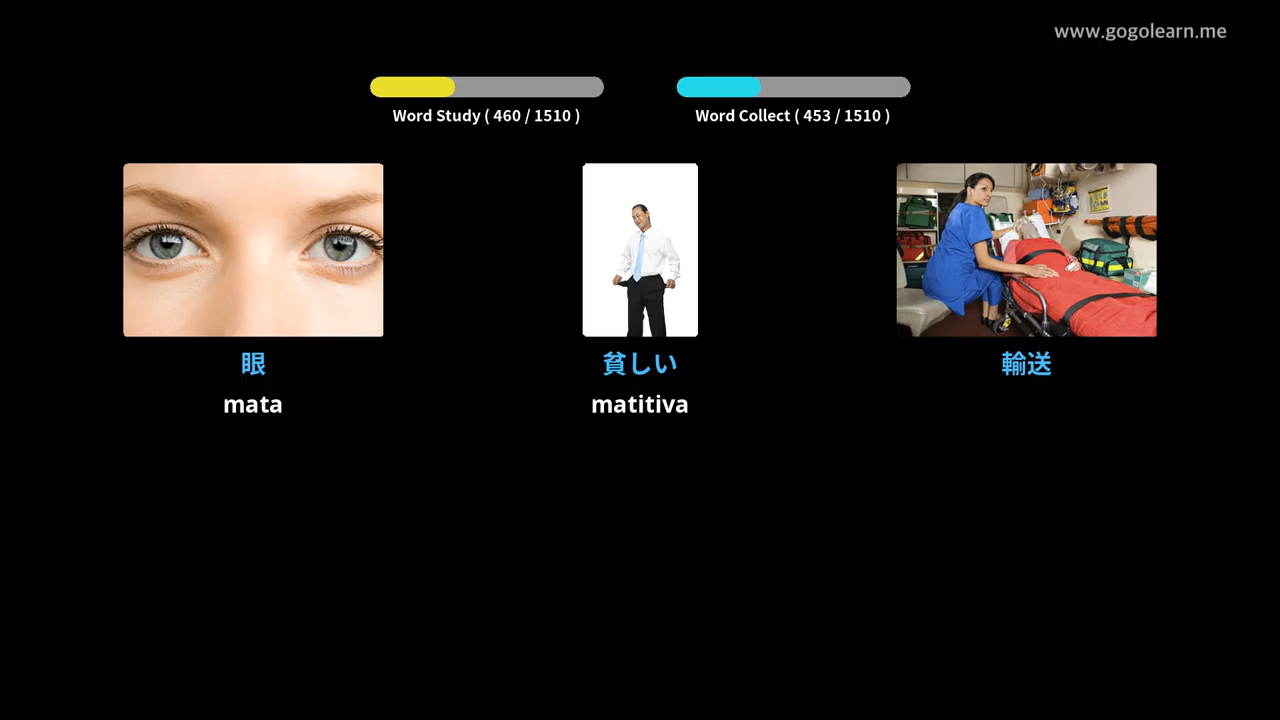 www.gogolearn.me
Word Study ( 460 / 1510 )
Word Collect ( 453 / 1510 )
眼
貧しい
輸送
mata
matitiva